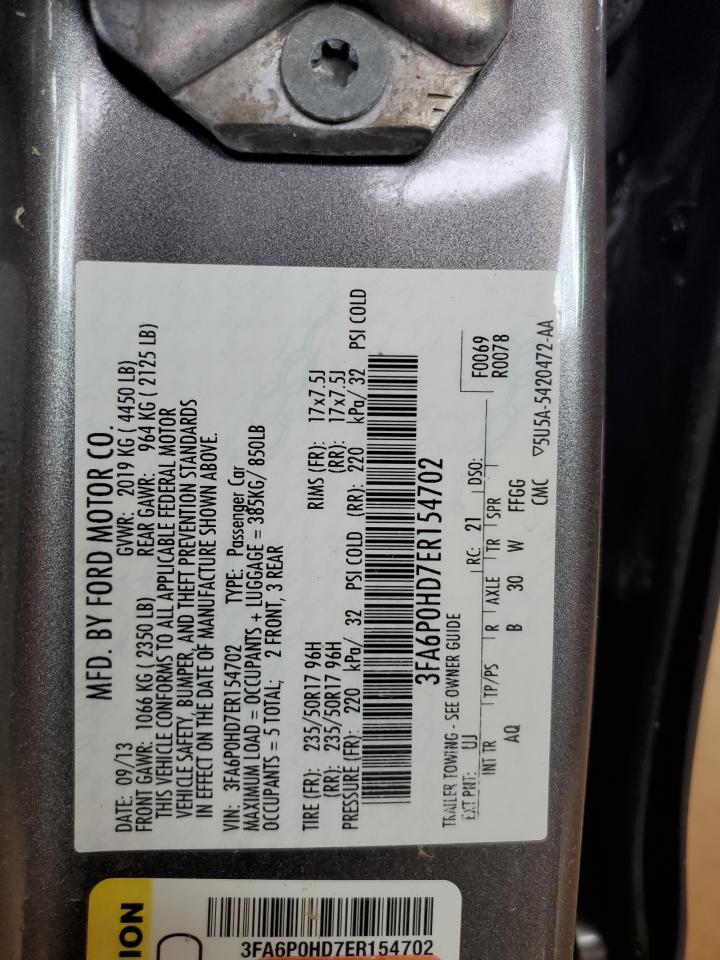 MFD. BY FORD MOTOR CO.
DATE: 09/13 GVWR: 2019 KG ( 4450 LB)
FRONT GAWR: 1066 KG ( 2350 LB) REAR GAWR: 964 KG ( 2125 LB)
THIS VEHICLE CONFORMS TO ALL APPLICABLE FEDERAL MOTOR
VEHICLE SAFETY, BUMPER, AND THEFT PREVENTION STANDARDS
IN EFFECT ON THE DATE OF MANUFACTURE SHOWN ABOVE.
VIN: 3FA6P0HD7ER154702 TYPE: Passenger Car
MAXIMUM LOAD = OCCUPANTS + LUGGAGE = 385KG/ 850LB
OCCUPANTS = 5 TOTAL; 2 FRONT, 3 REAR
TIRE (FR): 235/50R17 96H RIMS (FR): 17x7.5J
(RR): 235/50R17 96H (RR): 17x7.5J
PRESSURE (FR): 220 kPa/ 32 PSI COLD (RR): 220 kPa/ 32 PSI COLD
3FA6P0HD7ER154702
TRAILER TOWING - SEE OWNER GUIDE
F0069
R0078
EXT PNT: UJ RC: 21 DSO:
INT TR TP/PS R AXLE TR SPR
AQ B 30 W FFGG
CMC ▽5U5A-5420472-AA
ION
3FA6P0HD7ER154702